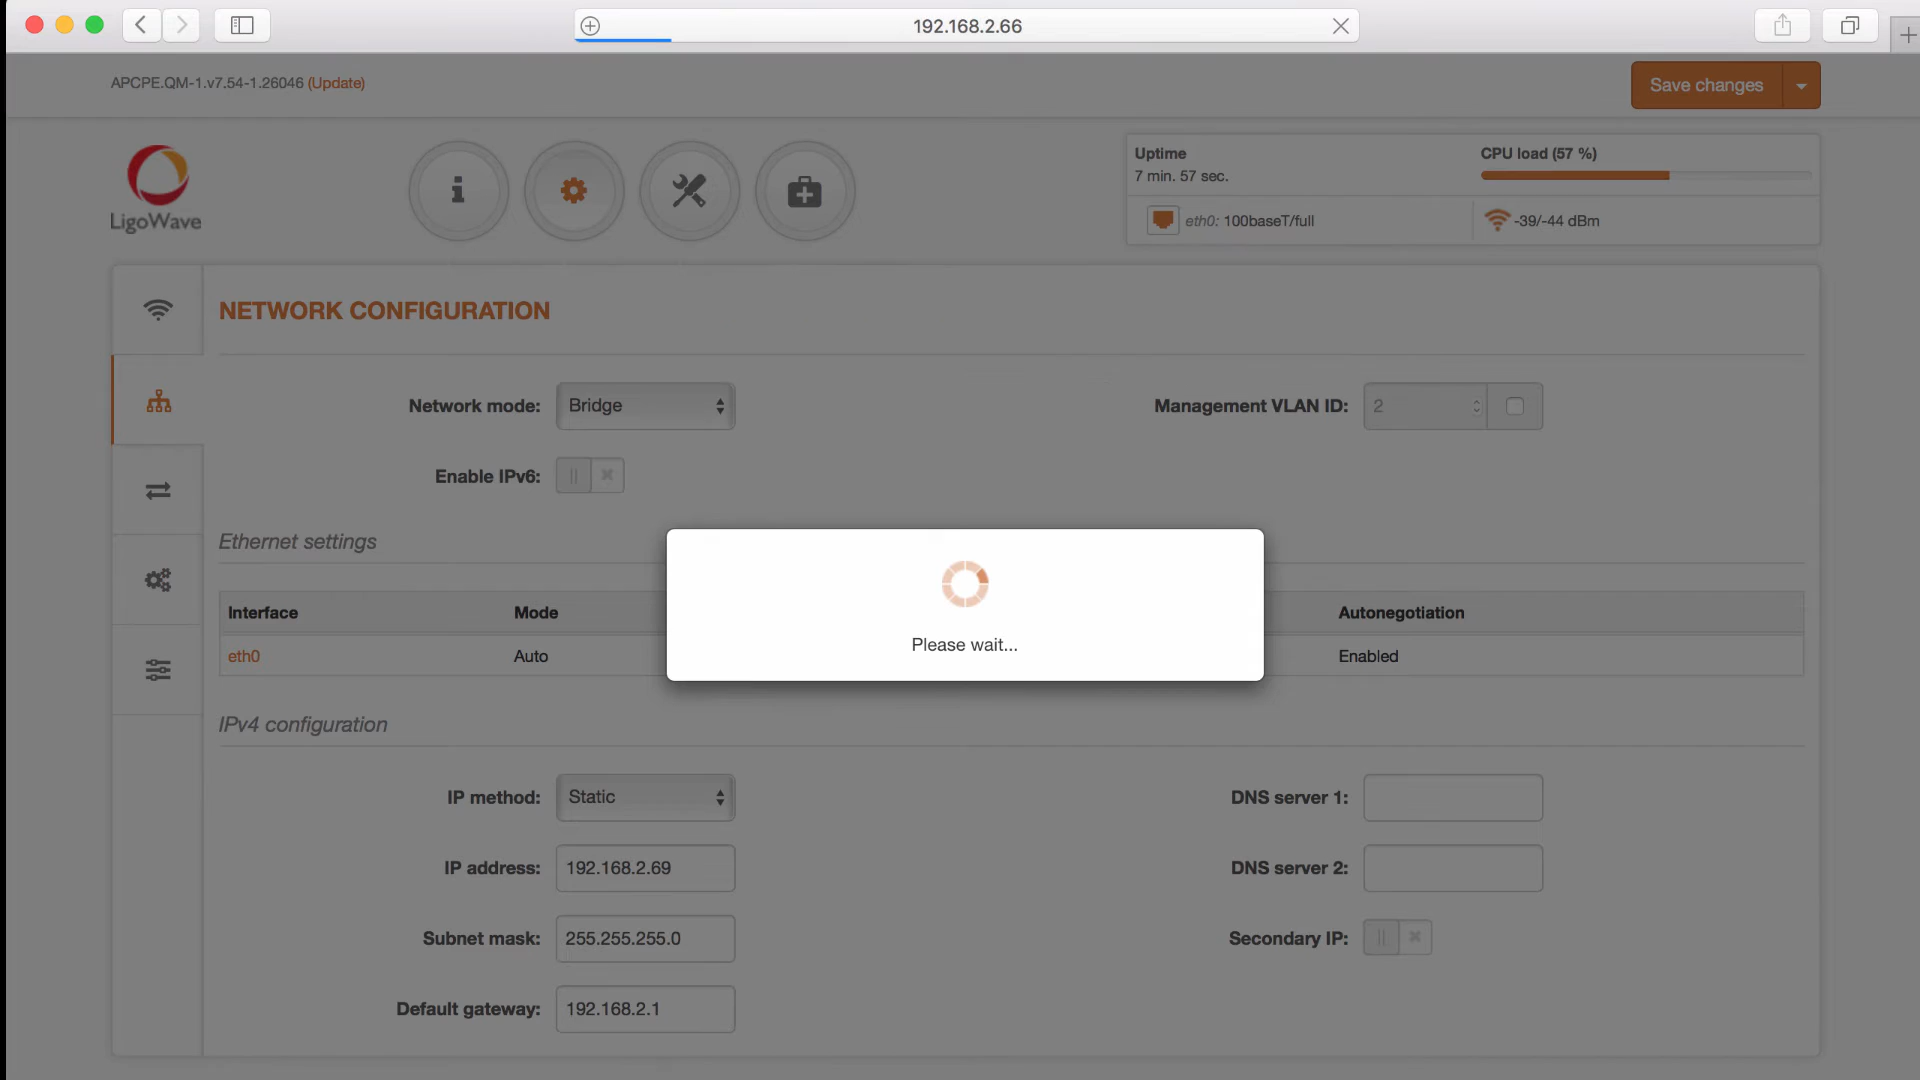 192.168.2.66
APCPE.QM-1.v7.54-1.26046 (Update)
Save changes
LigoWave
Uptime
7 min. 57 sec.
CPU load (57 %)
eth0: 100baseT/full
-39/-44 dBm
NETWORK CONFIGURATION
Network mode: Bridge
Management VLAN ID: 2
Enable IPv6:
Ethernet settings
Interface Mode Autonegotiation
eth0 Auto Enabled
Please wait...
IPv4 configuration
IP method: Static
DNS server 1:
IP address: 192.168.2.69
DNS server 2:
Subnet mask: 255.255.255.0
Secondary IP:
Default gateway: 192.168.2.1